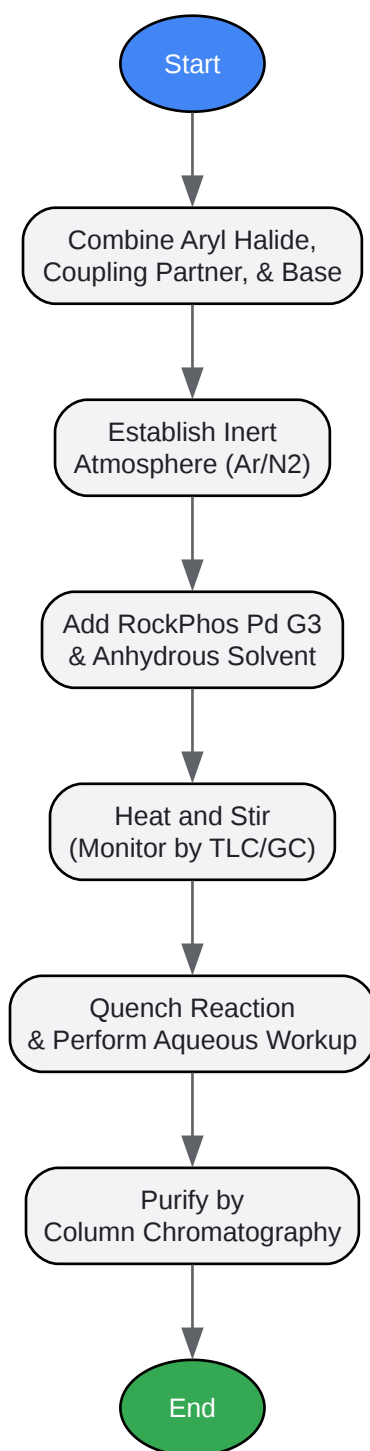 Start
Combine Aryl Halide,
Coupling Partner, & Base
Establish Inert
Atmosphere (Ar/N2)
Add RockPhos Pd G3
& Anhydrous Solvent
Heat and Stir
(Monitor by TLC/GC)
Quench Reaction
& Perform Aqueous Workup
Purify by
Column Chromatography
End